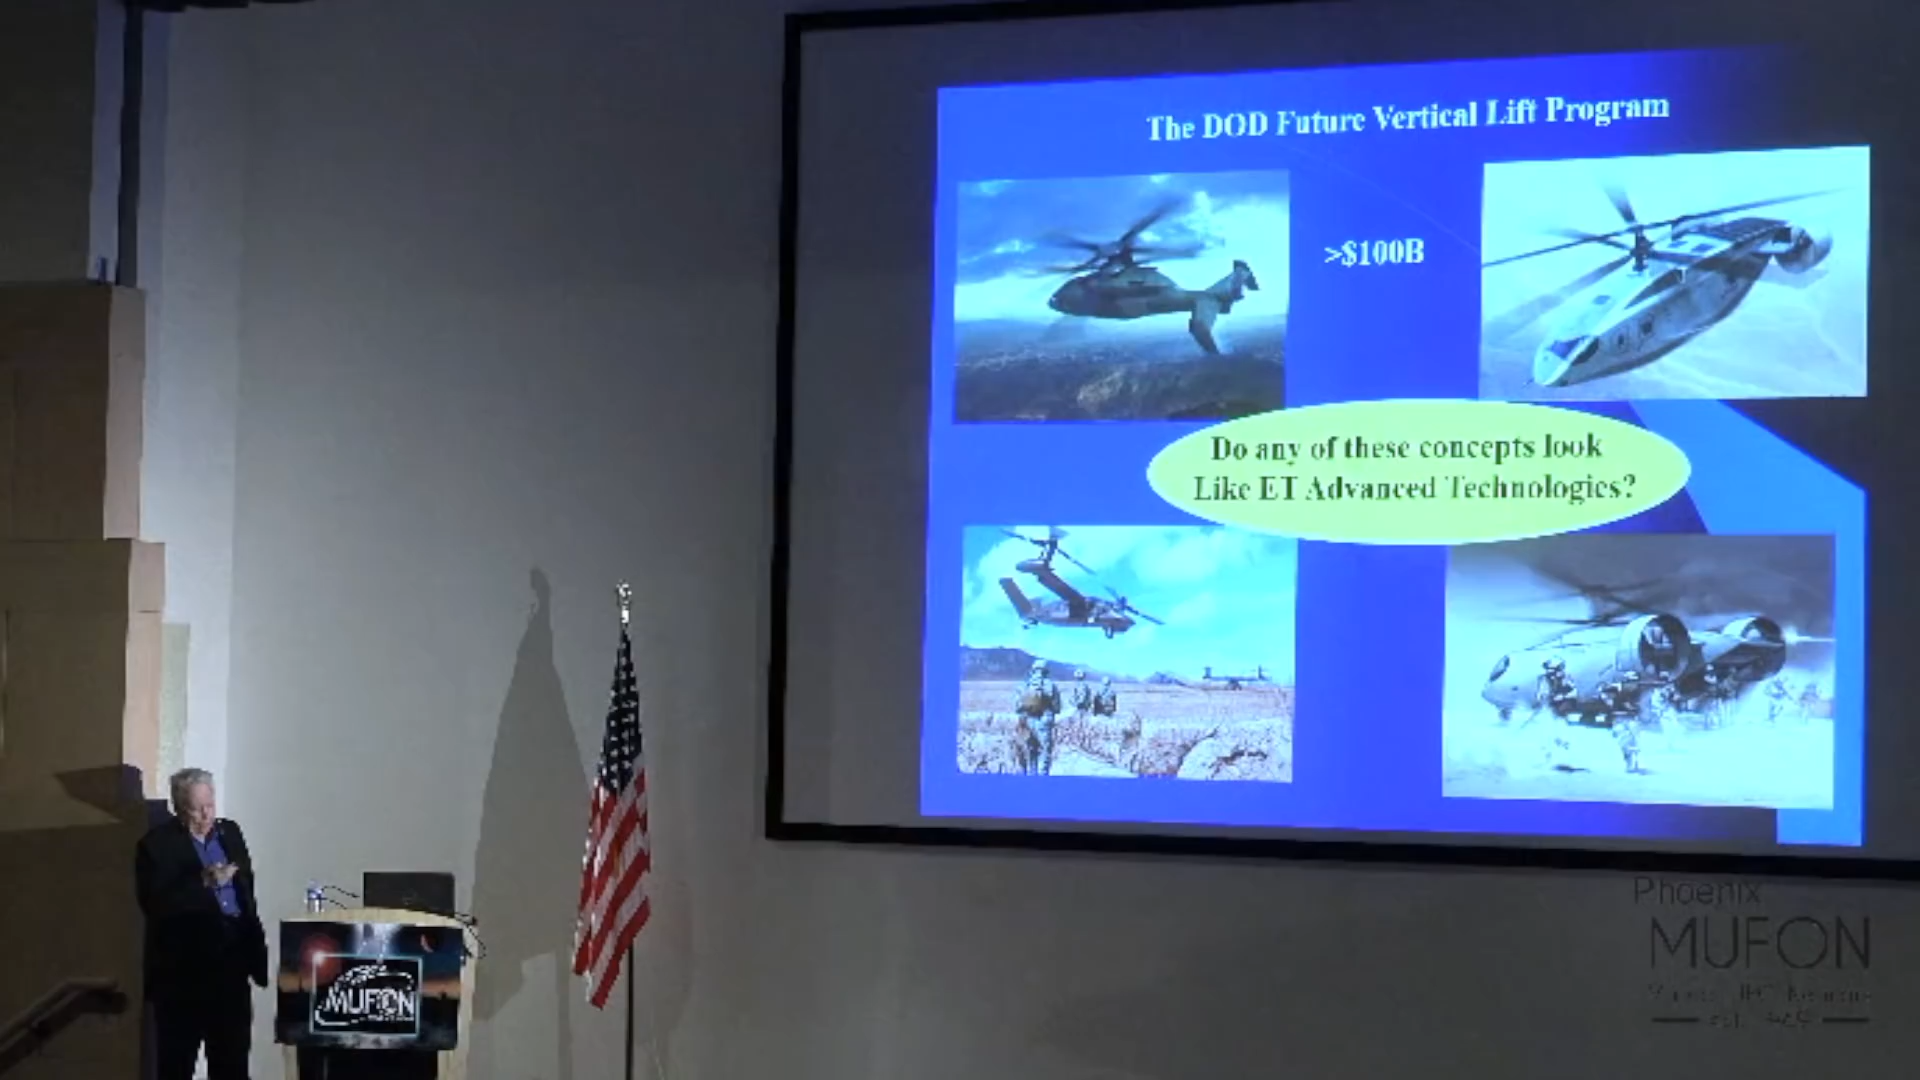 The DOD Future Vertical Lift Program
>$100B
Do any of these concepts look
Like ET Advanced Technologies?
MUFON
Phoenix
MUFON